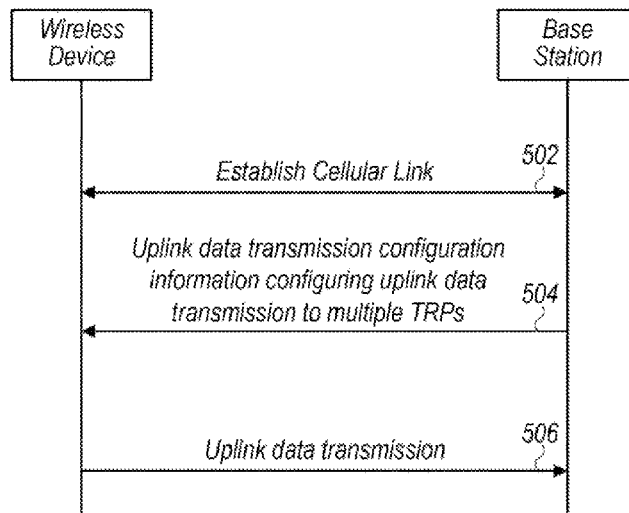 Wireless
Device
Base
Station
502
Establish Cellular Link
Uplink data transmission configuration
information configuring uplink data
transmission to multiple TRPs
504
506
Uplink data transmission